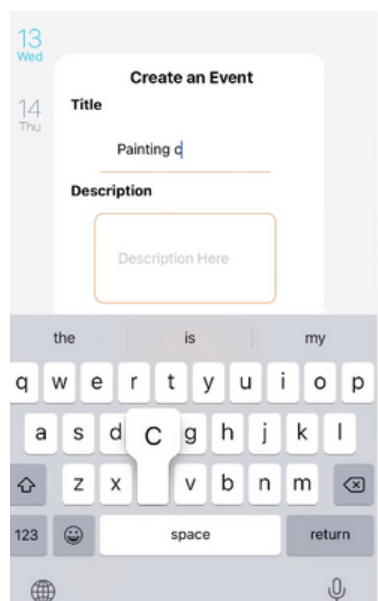 13
Wed
Create an Event
14
Thu
Title
Painting c
Description
Description Here
the is my
q w e r t y u i o p
a s d C g h j k l
z x v b n m
123 space return